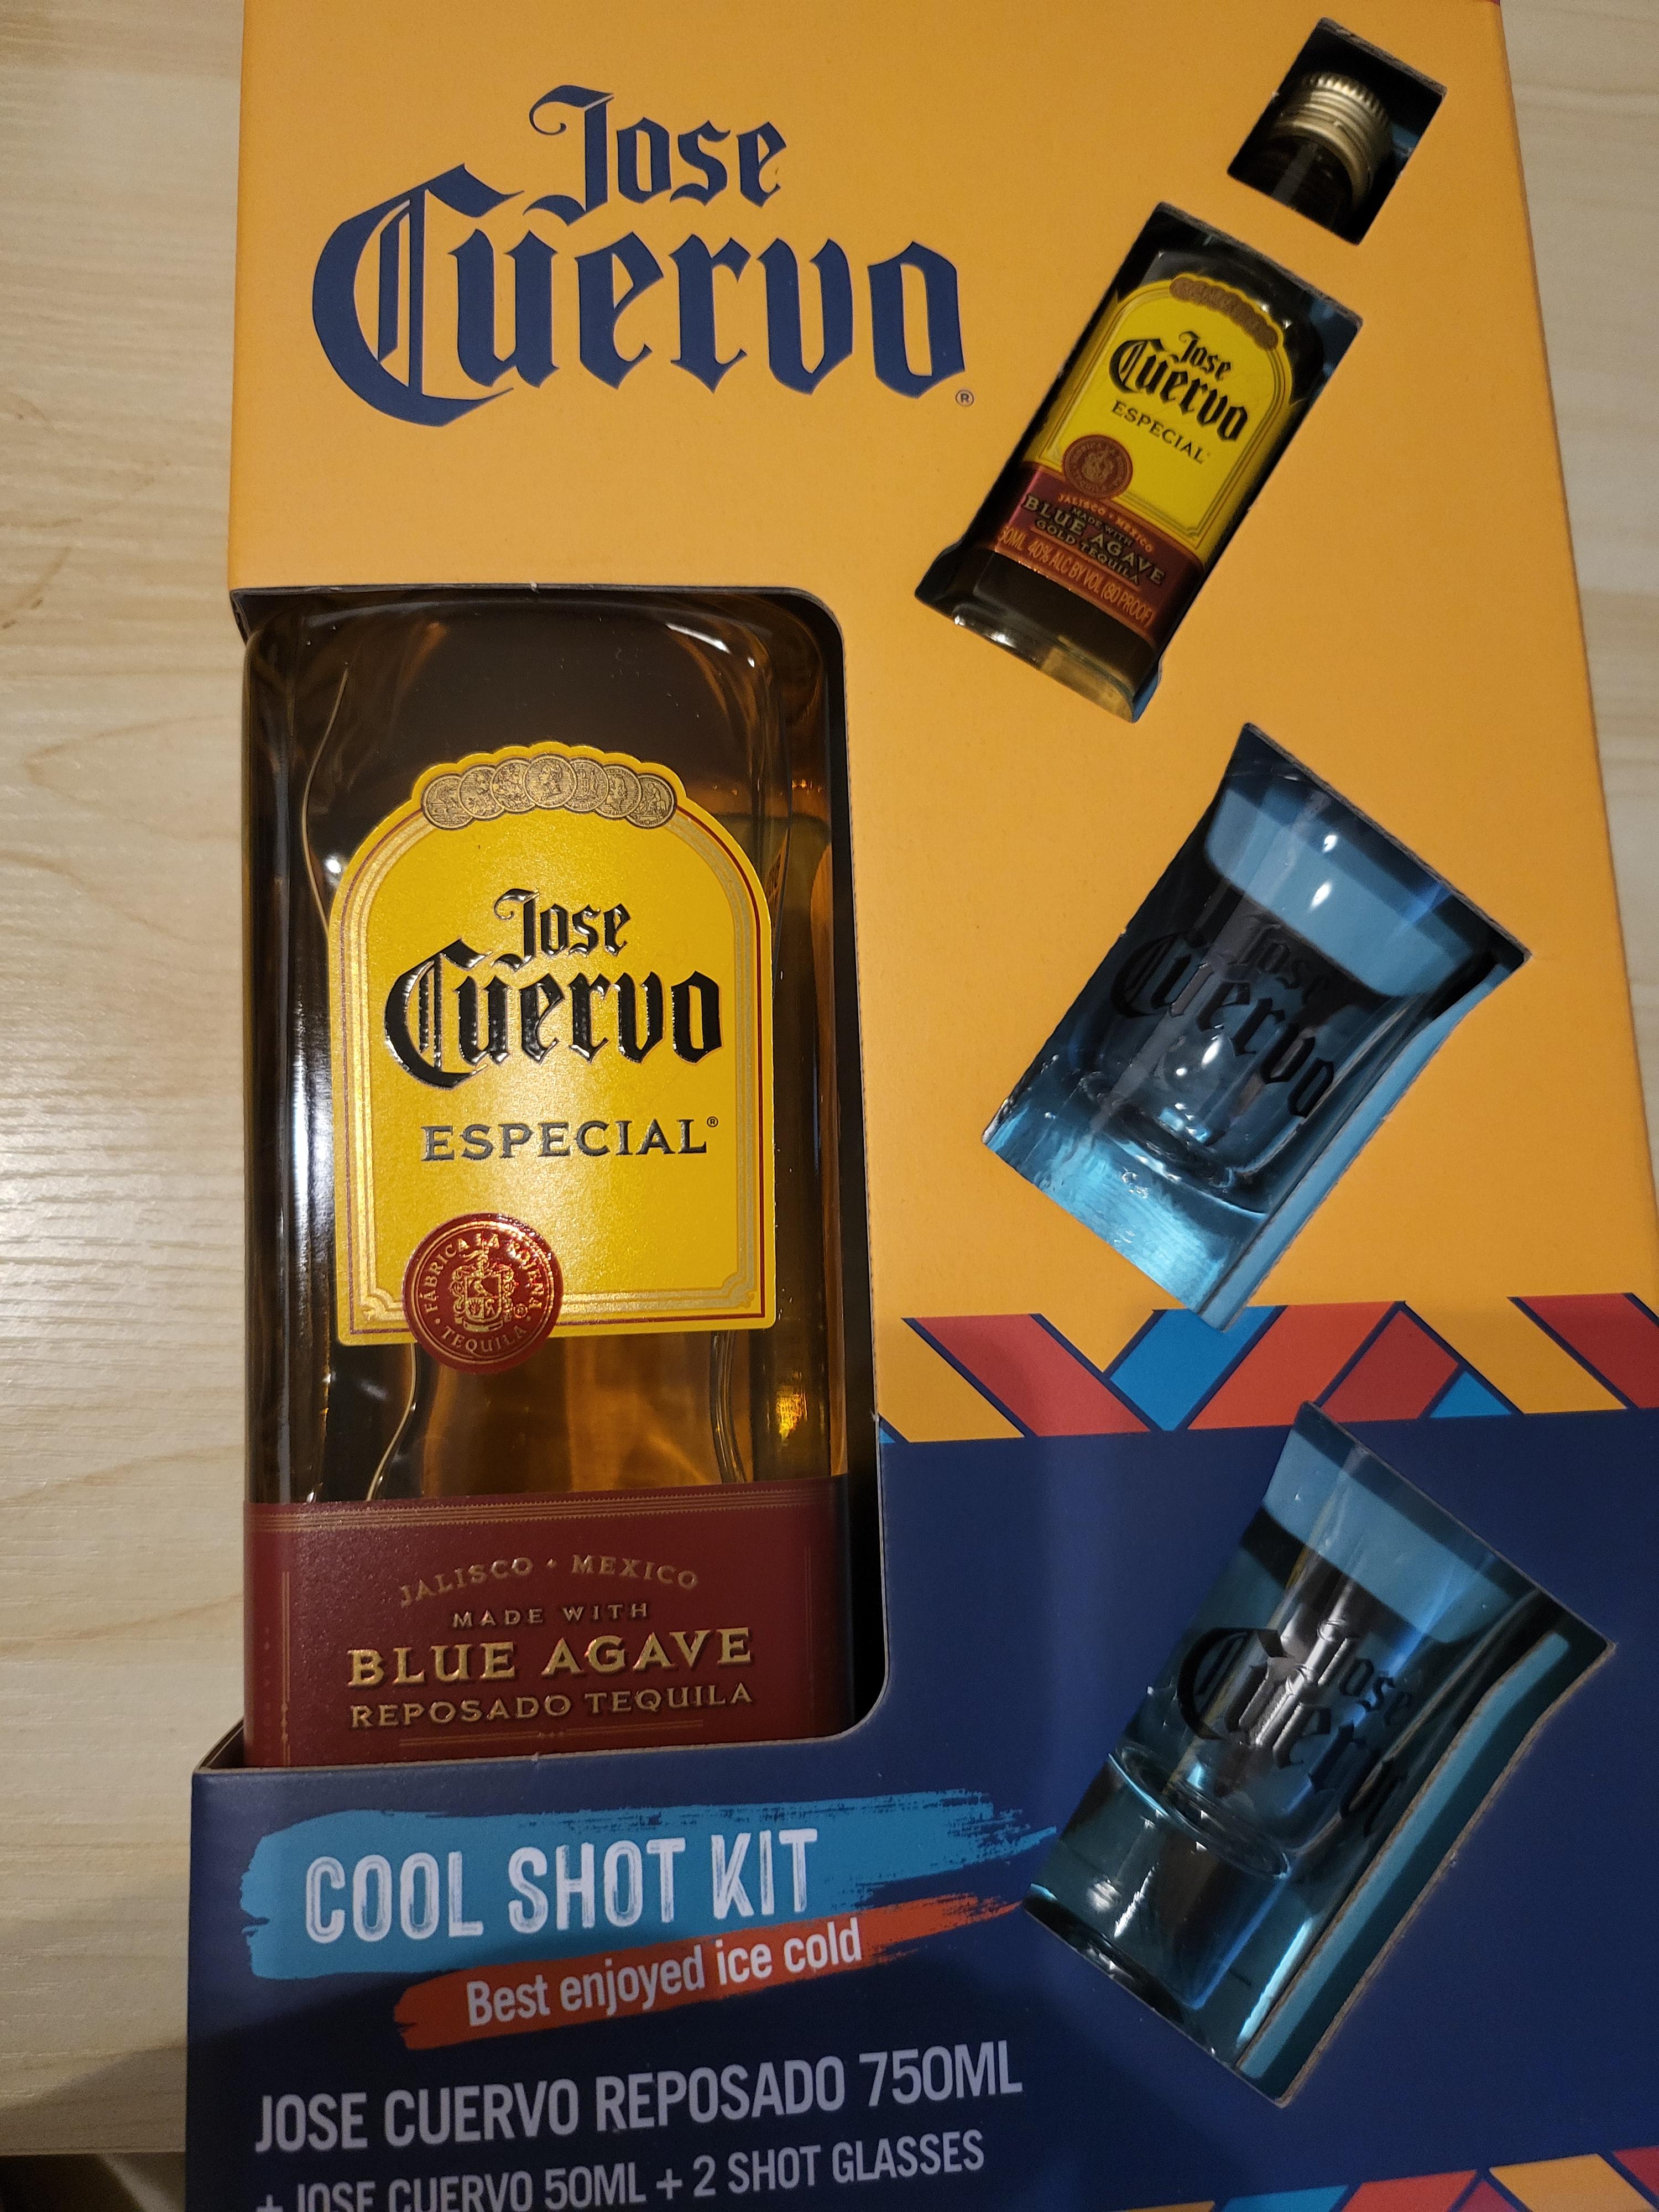 Jose
Cuervo®
Jose
Cuervo
ESPECIAL
JALISCO • MEXICO
MADE WITH
BLUE AGAVE
GOLD TEQUILA
50ML 40% ALC BY VOL (80 PROOF)
Jose
Cuervo
ESPECIAL®
FÁBRICA LA ROJEÑA
• TEQUILA •
JALISCO • MEXICO
MADE WITH
BLUE AGAVE
REPOSADO TEQUILA
Jose
Cuervo
Jose
Cuervo
COOL SHOT KIT
Best enjoyed ice cold
JOSE CUERVO REPOSADO 750ML
+ JOSE CUERVO 50ML + 2 SHOT GLASSES